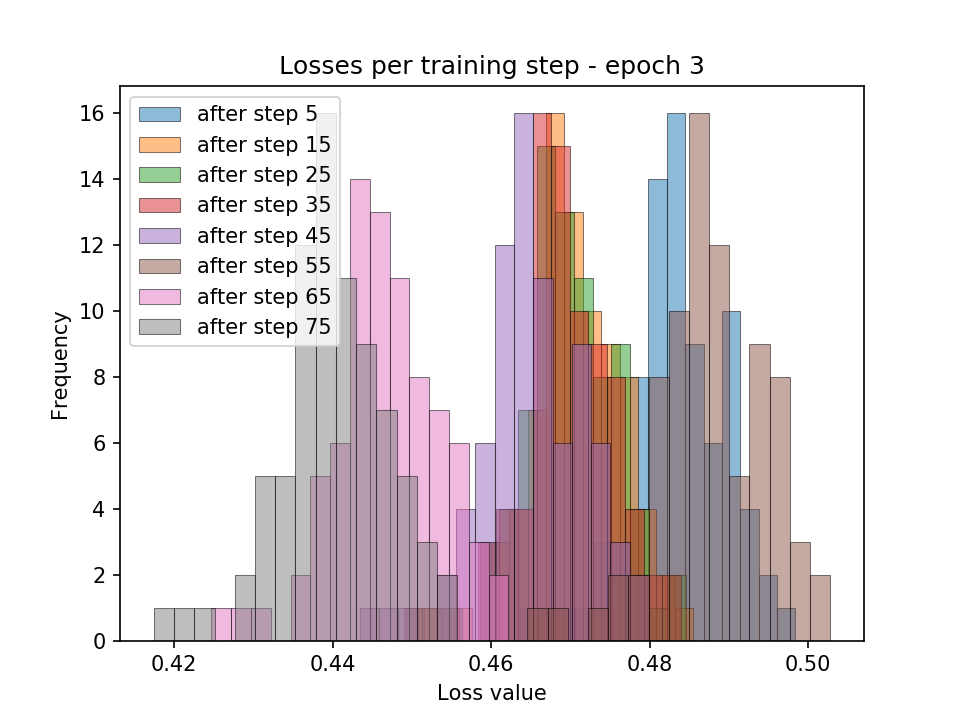 Losses per training step - epoch 3
after step 5
after step 15
after step 25
after step 35
after step 45
after step 55
after step 65
after step 75
16
14
12
10
8
6
4
2
0
Frequency
0.42 0.44 0.46 0.48 0.50
Loss value